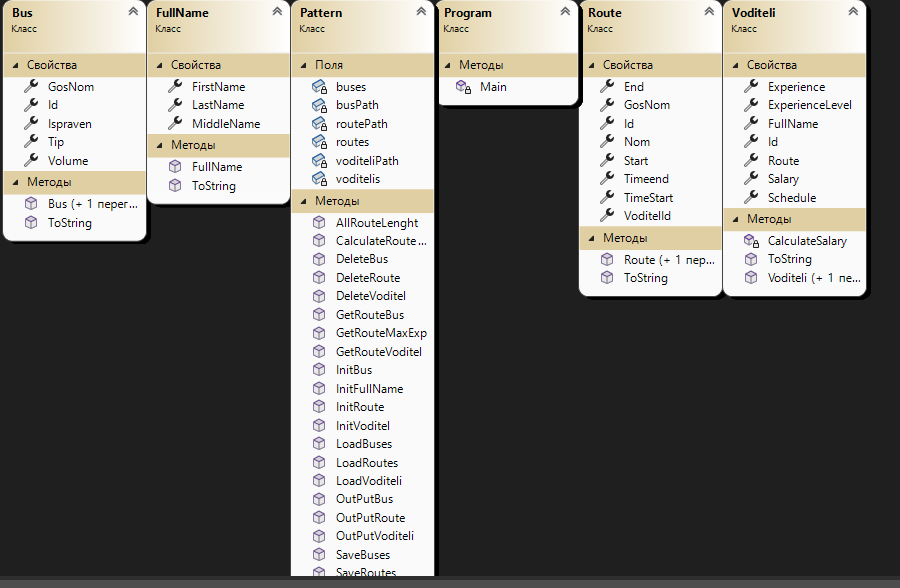 Bus
Класс
Свойства
GosNom
Id
Ispraven
Tip
Volume
Методы
Bus (+ 1 перег...
ToString
FullName
Класс
Свойства
FirstName
LastName
MiddleName
Методы
FullName
ToString
Pattern
Класс
Поля
buses
busPath
routePath
routes
voditeliPath
voditelis
Методы
AllRouteLenght
CalculateRoute...
DeleteBus
DeleteRoute
DeleteVoditel
GetRouteBus
GetRouteMaxExp
GetRouteVoditel
InitBus
InitFullName
InitRoute
InitVoditel
LoadBuses
LoadRoutes
LoadVoditeli
OutPutBus
OutPutRoute
OutPutVoditeli
SaveBuses
SaveRoutes
Program
Класс
Методы
Main
Route
Класс
Свойства
End
GosNom
Id
Nom
Start
Timeend
TimeStart
VoditelId
Методы
Route (+ 1 пер...
ToString
Voditeli
Класс
Свойства
Experience
ExperienceLevel
FullName
Id
Route
Salary
Schedule
Методы
CalculateSalary
ToString
Voditeli (+ 1 пе...